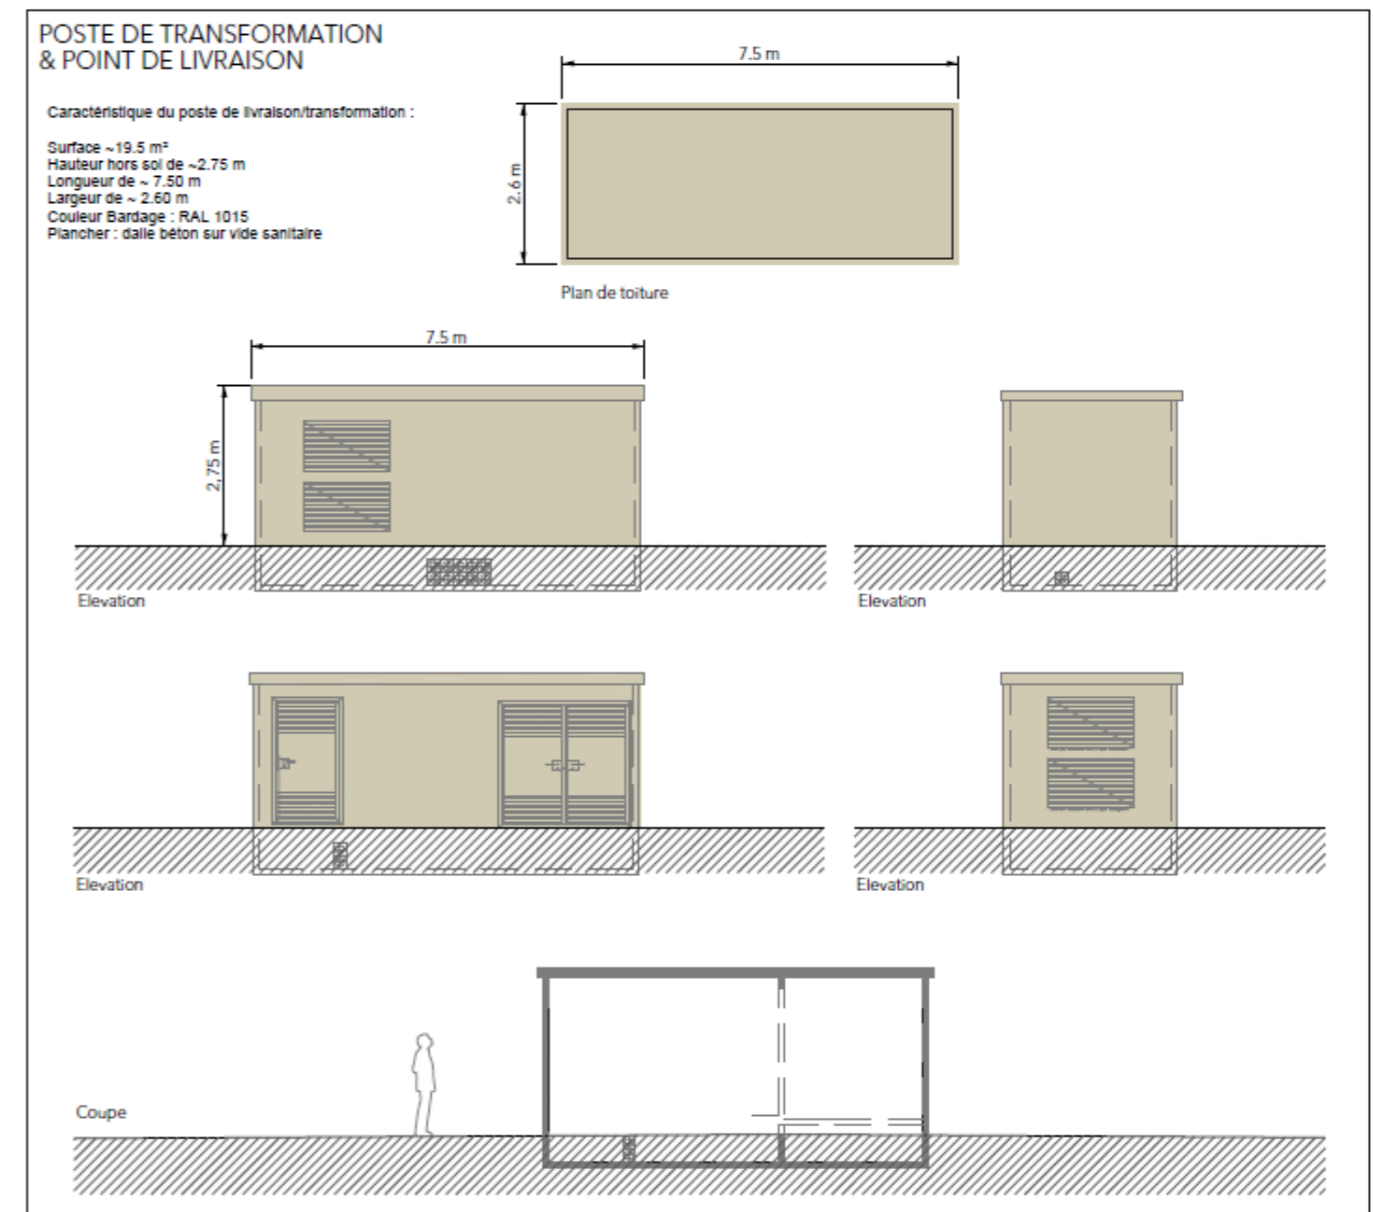 POSTE DE TRANSFORMATION
& POINT DE LIVRAISON
Caractéristique du poste de livraison/transformation :
Surface ~19.5 m²
Hauteur hors sol de ~2.75 m
Longueur de ~ 7.50 m
Largeur de ~ 2.60 m
Couleur Bardage : RAL 1015
Plancher : dalle béton sur vide sanitaire
7.5 m
2.6 m
Plan de toiture
7.5 m
2,75 m
Elevation
Elevation
Elevation
Elevation
Coupe